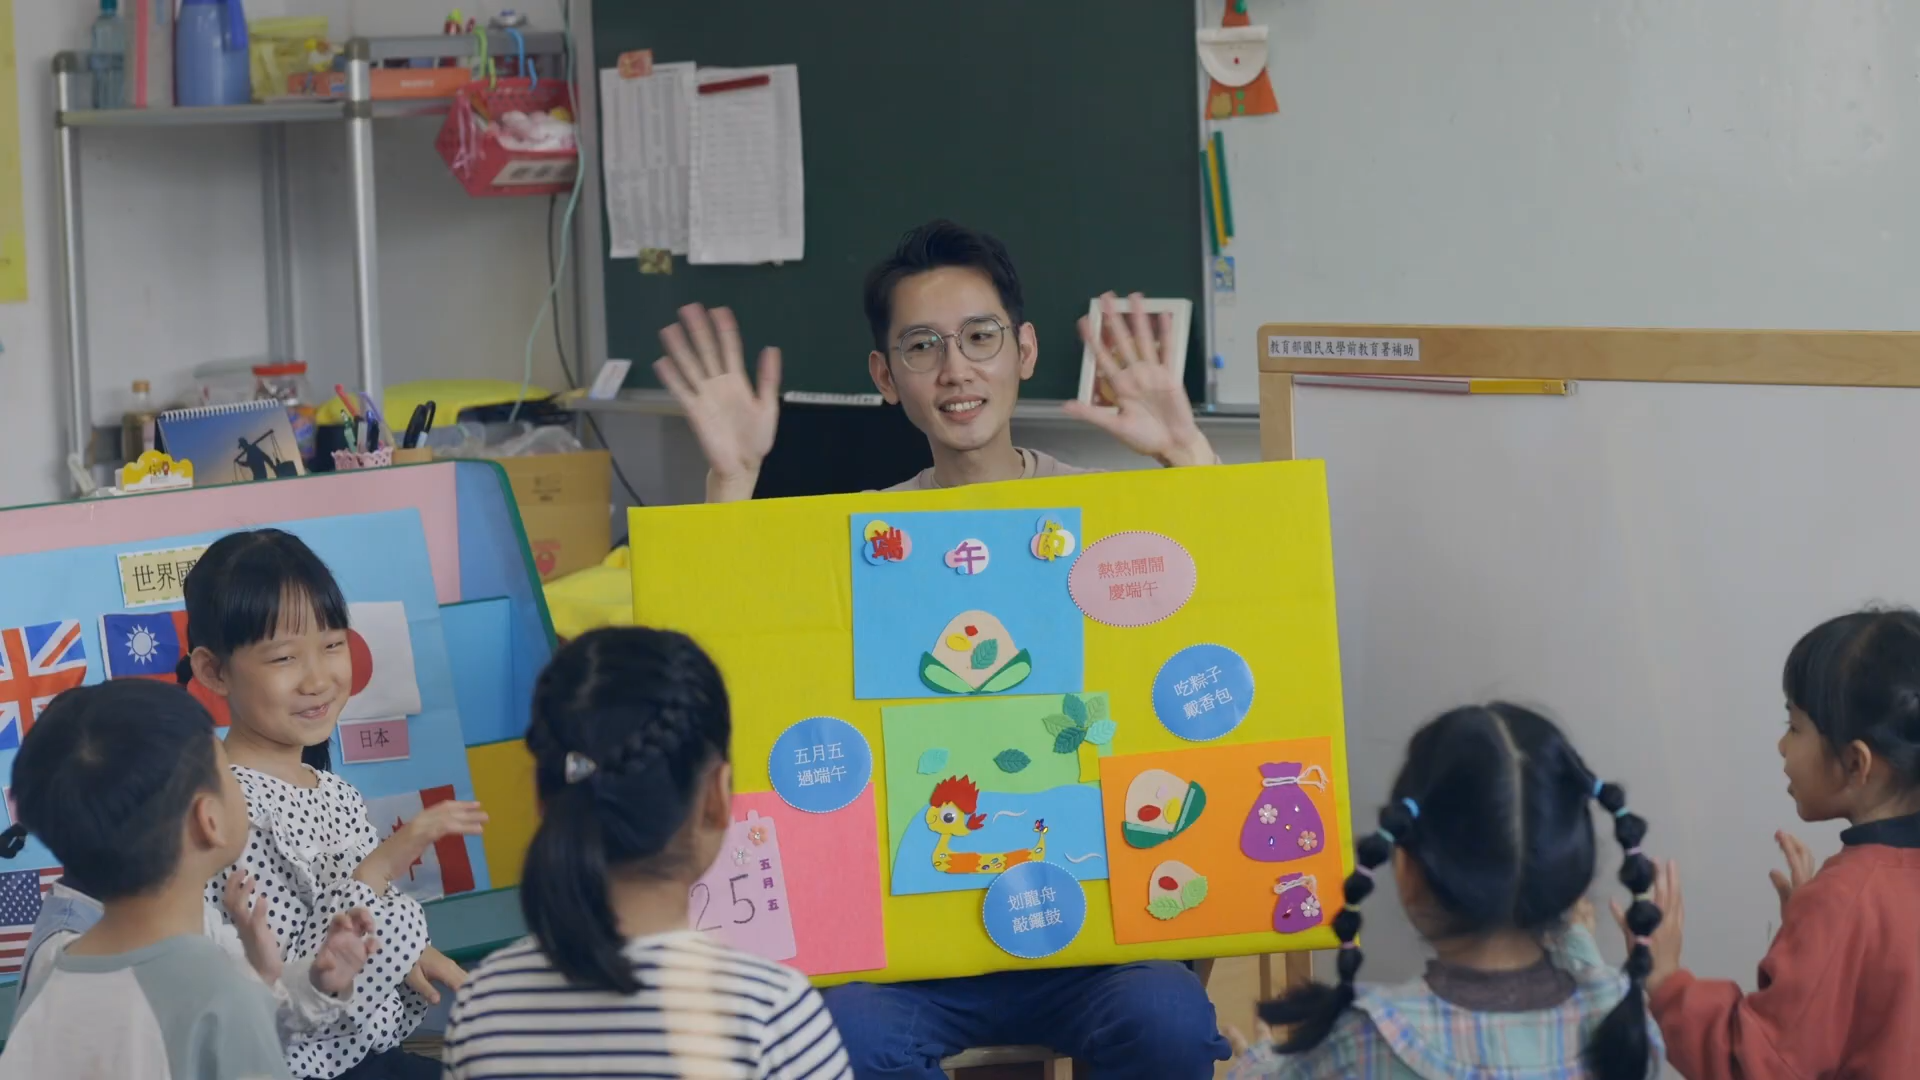 教育部國民及學前教育署補助
世界國
日本
端午節
熱熱鬧鬧
慶端午
吃粽子
戴香包
五月五
過端午
25
五月五
划龍舟
敲鑼鼓